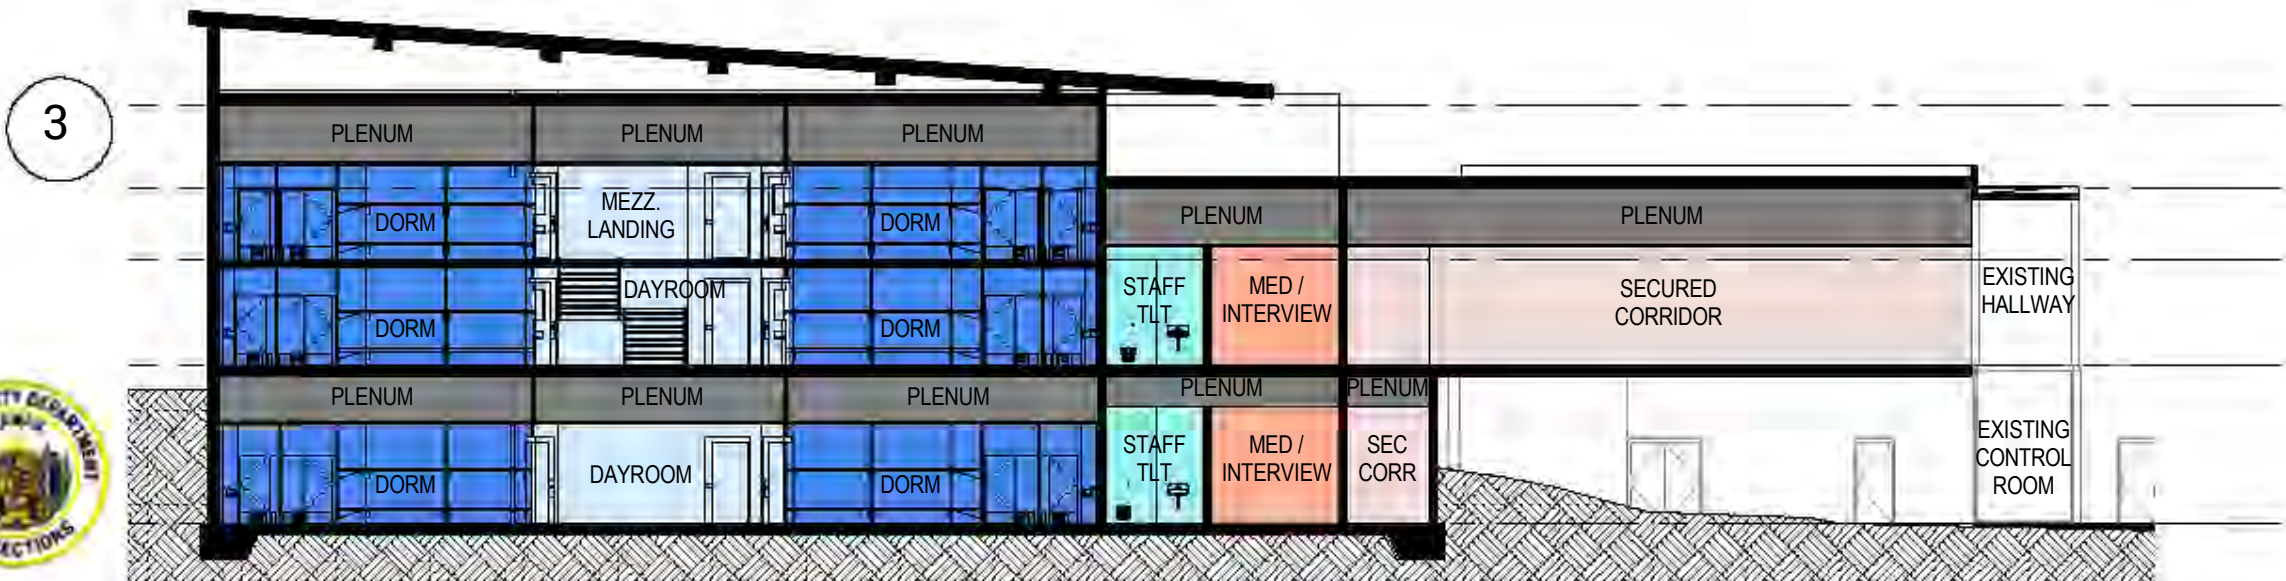 3
PLENUM PLENUM PLENUM
DORM
MEZZ.
LANDING
DORM
PLENUM PLENUM
DORM
DAYROOM
DORM
STAFF
TLT
MED /
INTERVIEW
SECURED
CORRIDOR
EXISTING
HALLWAY
PLENUM PLENUM PLENUM PLENUM PLENUM
DORM
DAYROOM
DORM
STAFF
TLT
MED /
INTERVIEW
SEC
CORR
EXISTING
CONTROL
ROOM